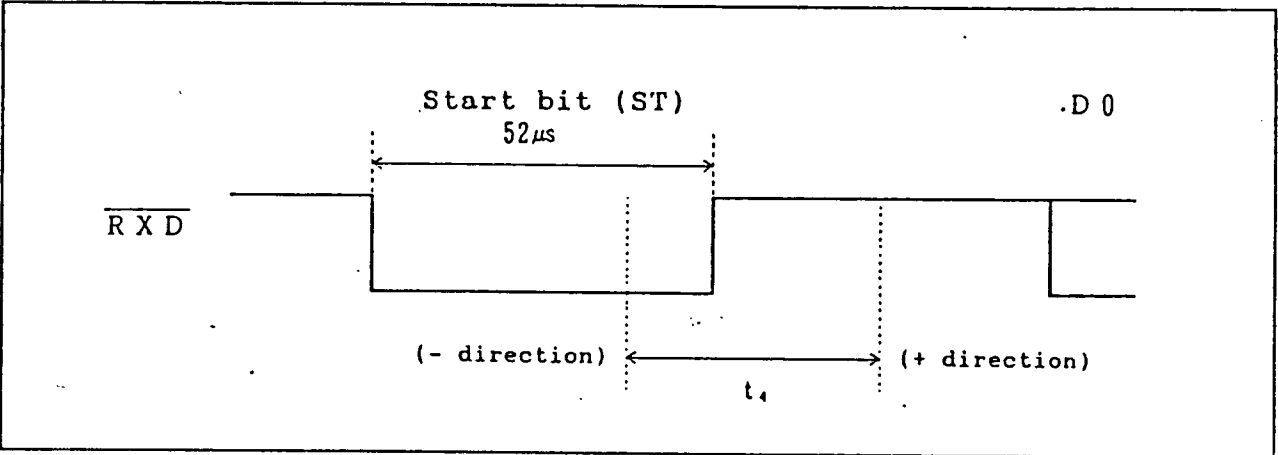 Start bit (ST)
52μs
D0
RXD
(- direction)
(+ direction)
t₄